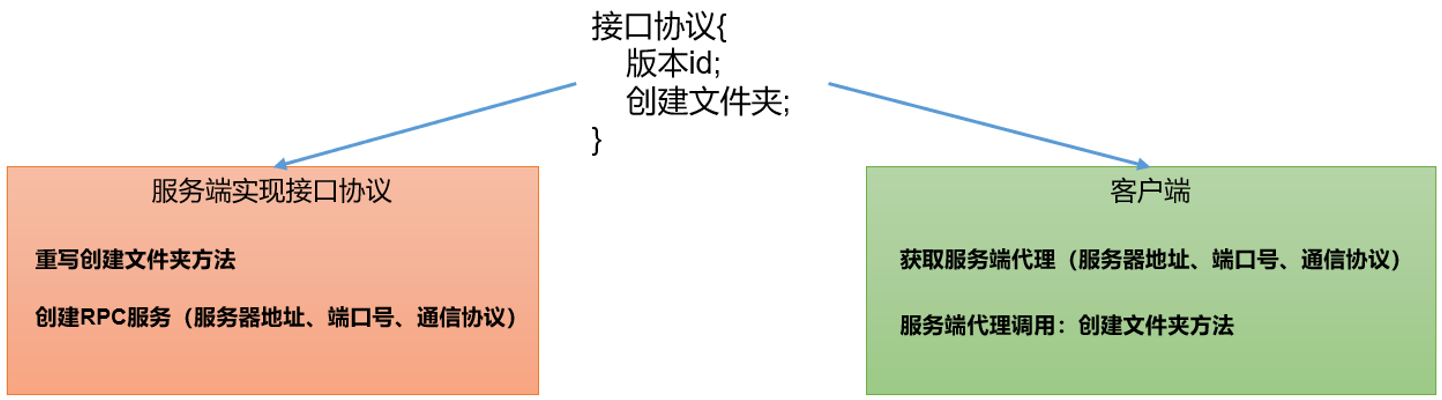 接口协议{
版本id;
创建文件夹;
}
服务端实现接口协议
重写创建文件夹方法
创建RPC服务（服务器地址、端口号、通信协议）
客户端
获取服务端代理（服务器地址、端口号、通信协议）
服务端代理调用：创建文件夹方法